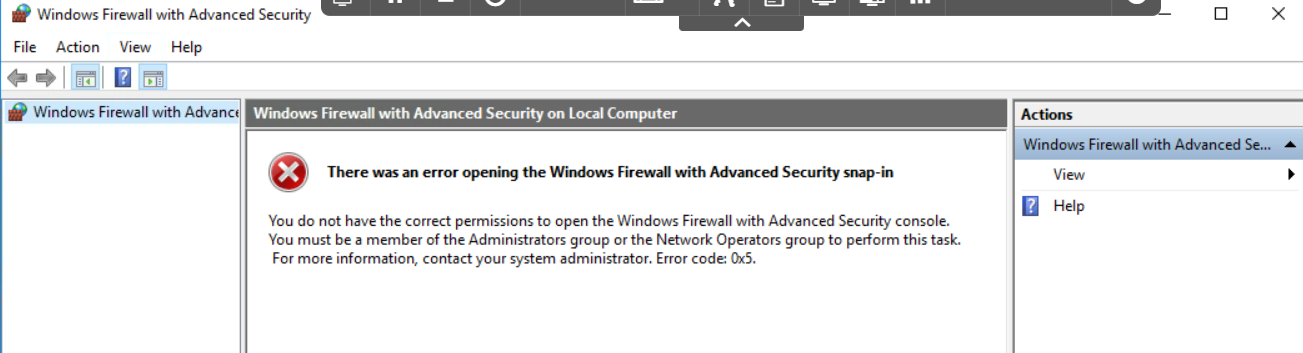 Windows Firewall with Advanced Security
File Action View Help
Windows Firewall with Advance
Windows Firewall with Advanced Security on Local Computer
Actions
There was an error opening the Windows Firewall with Advanced Security snap-in
You do not have the correct permissions to open the Windows Firewall with Advanced Security console.
You must be a member of the Administrators group or the Network Operators group to perform this task.
For more information, contact your system administrator. Error code: 0x5.
Windows Firewall with Advanced Se...
View
Help